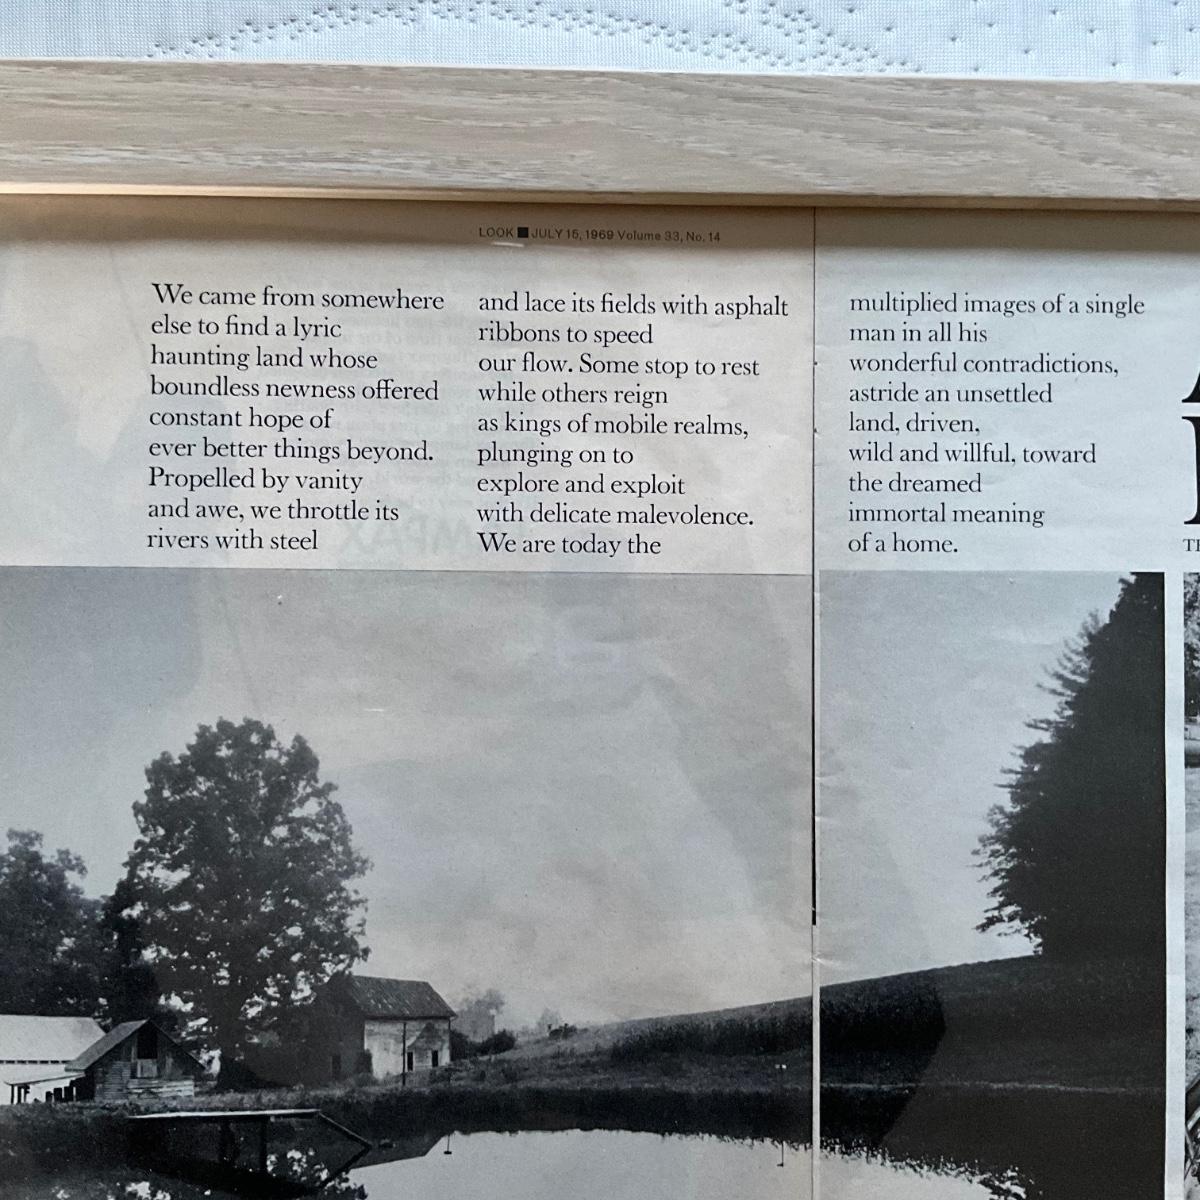 LOOK ■ JULY 15, 1969 Volume 33, No. 14
We came from somewhere
else to find a lyric
haunting land whose
boundless newness offered
constant hope of
ever better things beyond.
Propelled by vanity
and awe, we throttle its
rivers with steel
and lace its fields with asphalt
ribbons to speed
our flow. Some stop to rest
while others reign
as kings of mobile realms,
plunging on to
explore and exploit
with delicate malevolence.
We are today the
multiplied images of a single
man in all his
wonderful contradictions,
astride an unsettled
land, driven,
wild and willful, toward
the dreamed
immortal meaning
of a home.